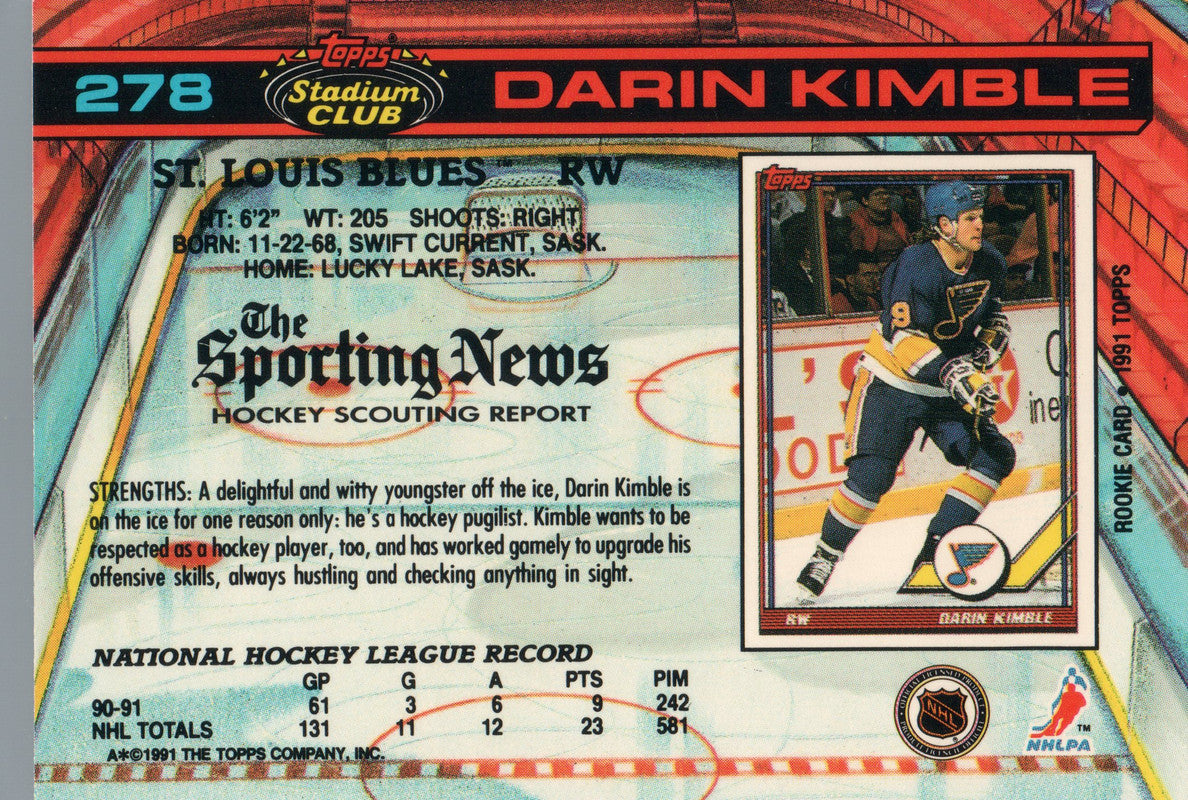 278
Topps
Stadium
CLUB
DARIN KIMBLE
ST. LOUIS BLUES™ RW
HT: 6'2" WT: 205 SHOOTS: RIGHT
BORN: 11-22-68, SWIFT CURRENT, SASK.
HOME: LUCKY LAKE, SASK.
The
Sporting News
HOCKEY SCOUTING REPORT
STRENGTHS: A delightful and witty youngster off the ice, Darin Kimble is
on the ice for one reason only: he's a hockey pugilist. Kimble wants to be
respected as a hockey player, too, and has worked gamely to upgrade his
offensive skills, always hustling and checking anything in sight.
NATIONAL HOCKEY LEAGUE RECORD
GP G A PTS PIM
90-91 61 3 6 9 242
NHL TOTALS 131 11 12 23 581
A*©1991 THE TOPPS COMPANY, INC.
Topps
9
ine
RW DARIN KIMBLE
ROOKIE CARD • 1991 TOPPS
NHL
NHLPA™